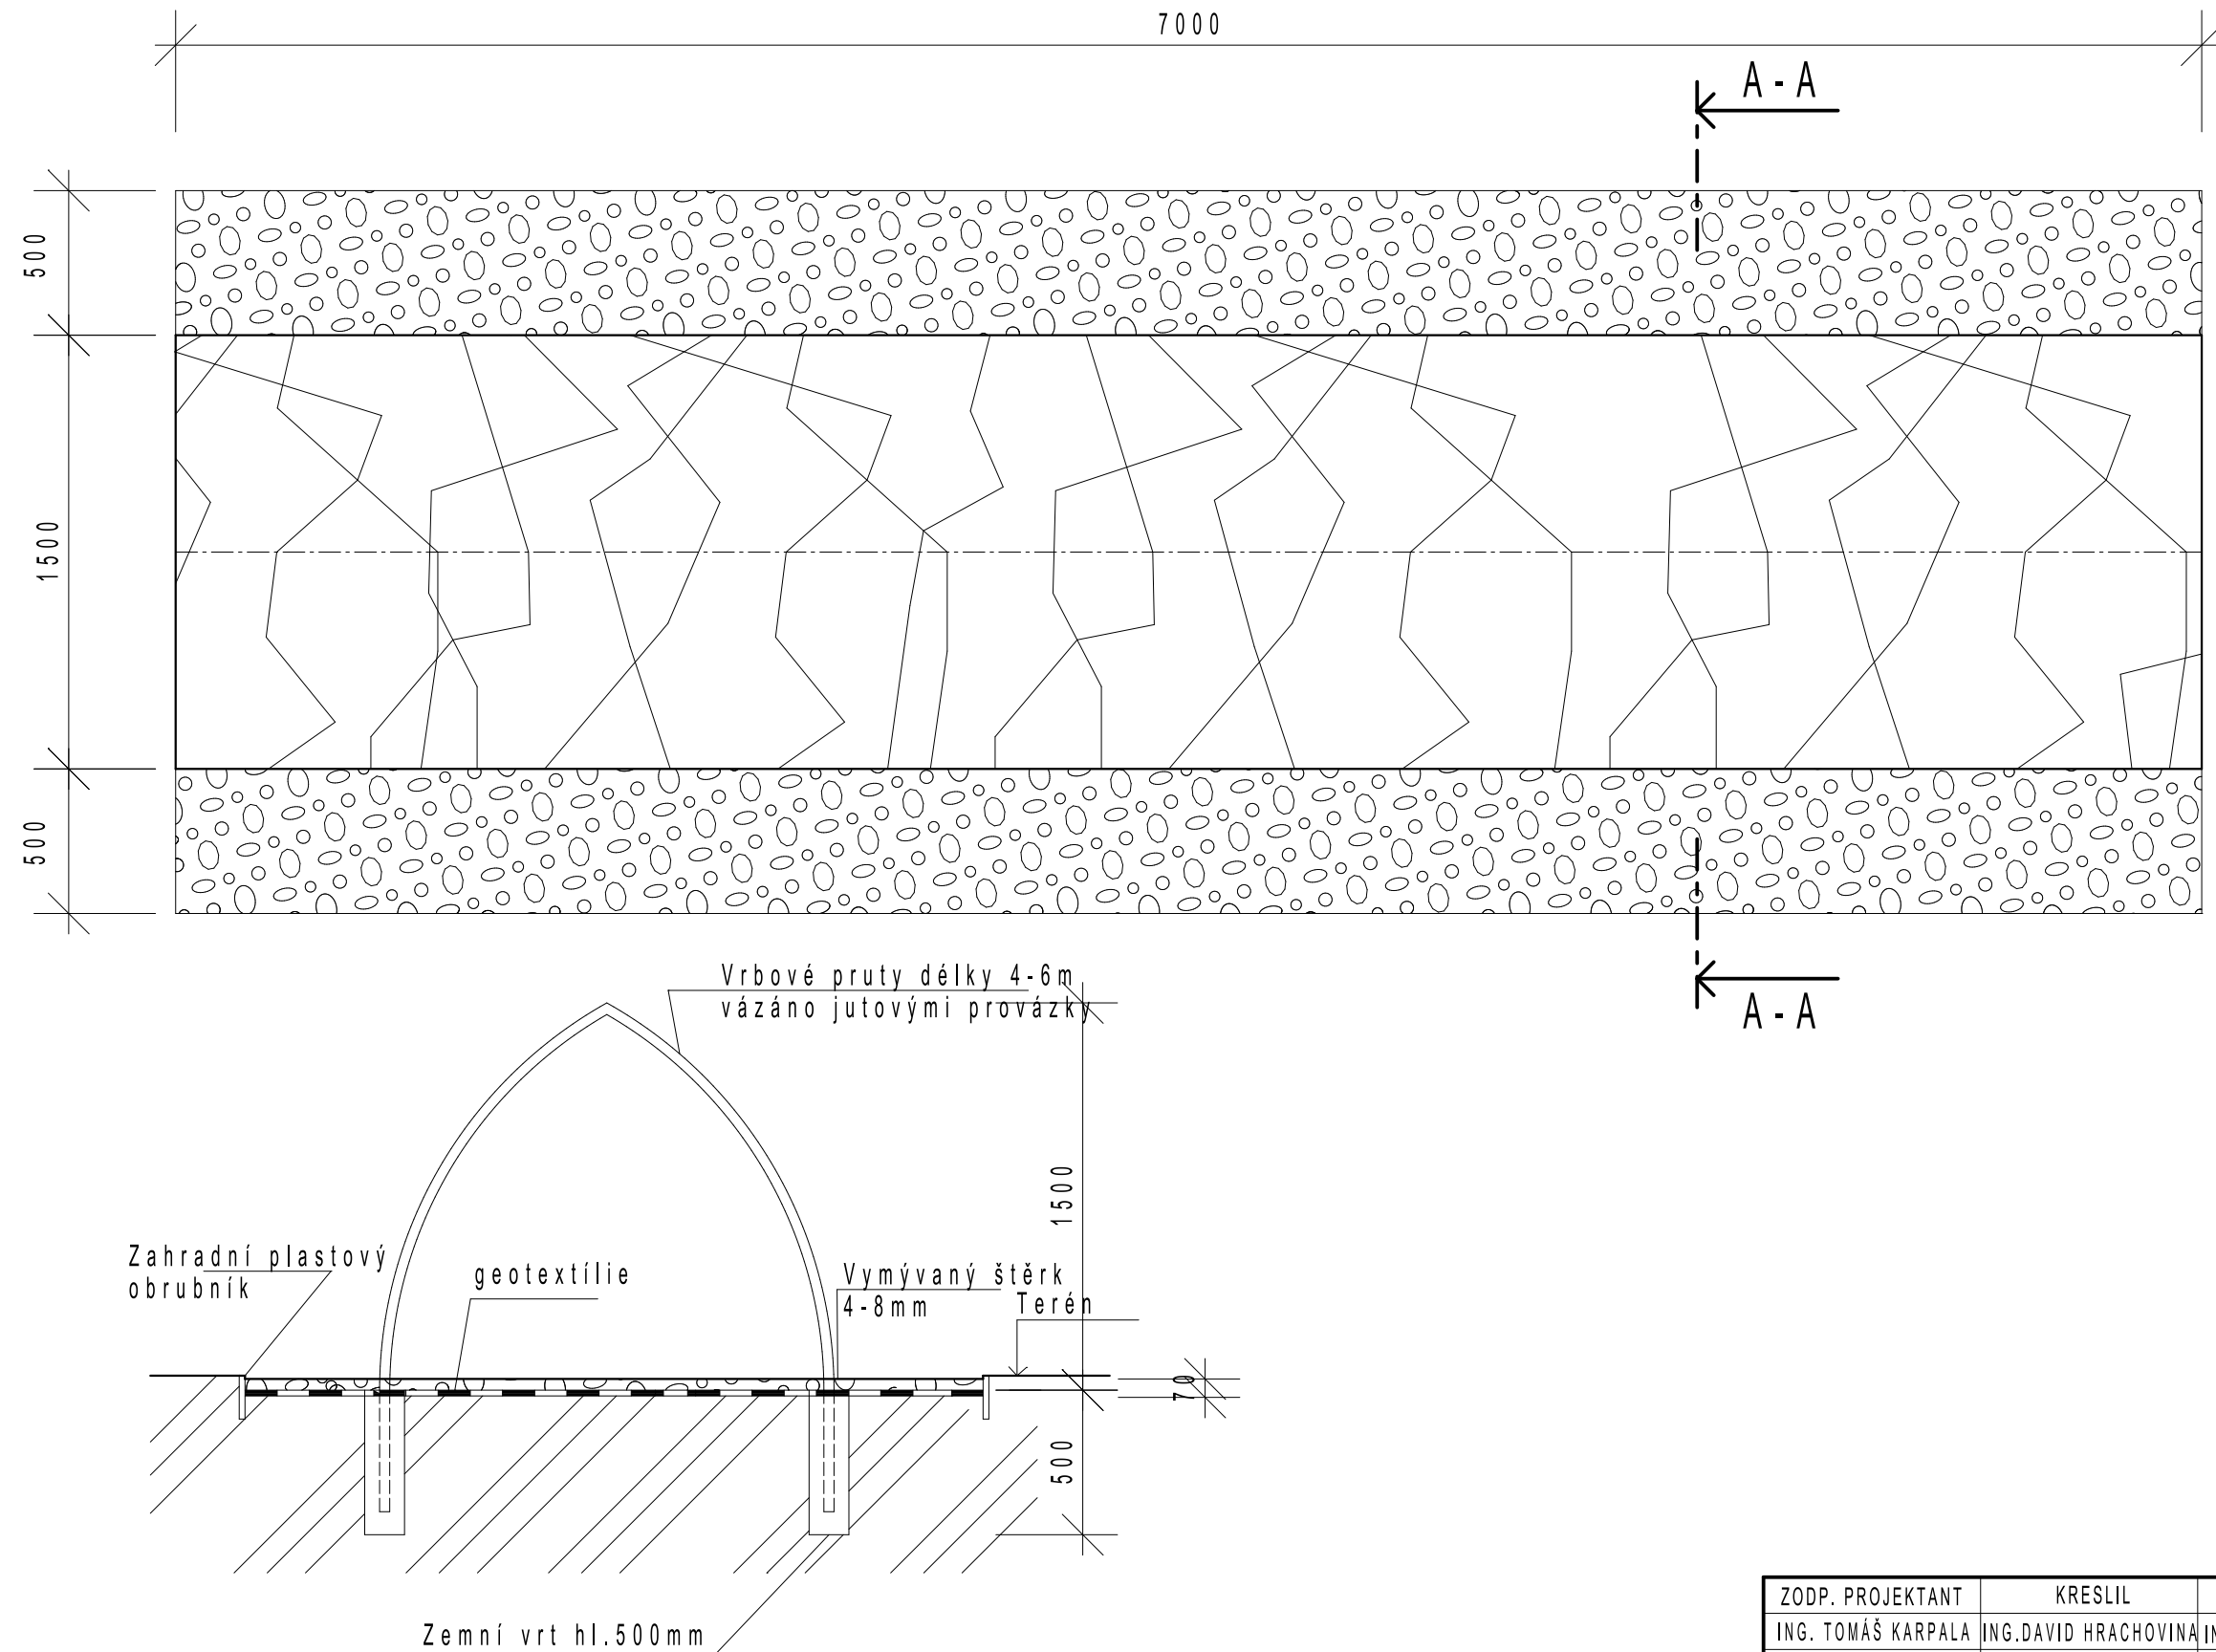 7000
A-A
500
1500
500
A-A
Vrbové pruty délky 4-6m
vázáno jutovými provázky
1500
Zahradní plastový
obrubník
geotextílie
Vymývaný štěrk
4-8mm
Terén
70
500
Zemní vrt hl.500mm
ZODP. PROJEKTANT
KRESLIL
ING. TOMÁŠ KARPALA
ING.DAVID HRACHOVINA